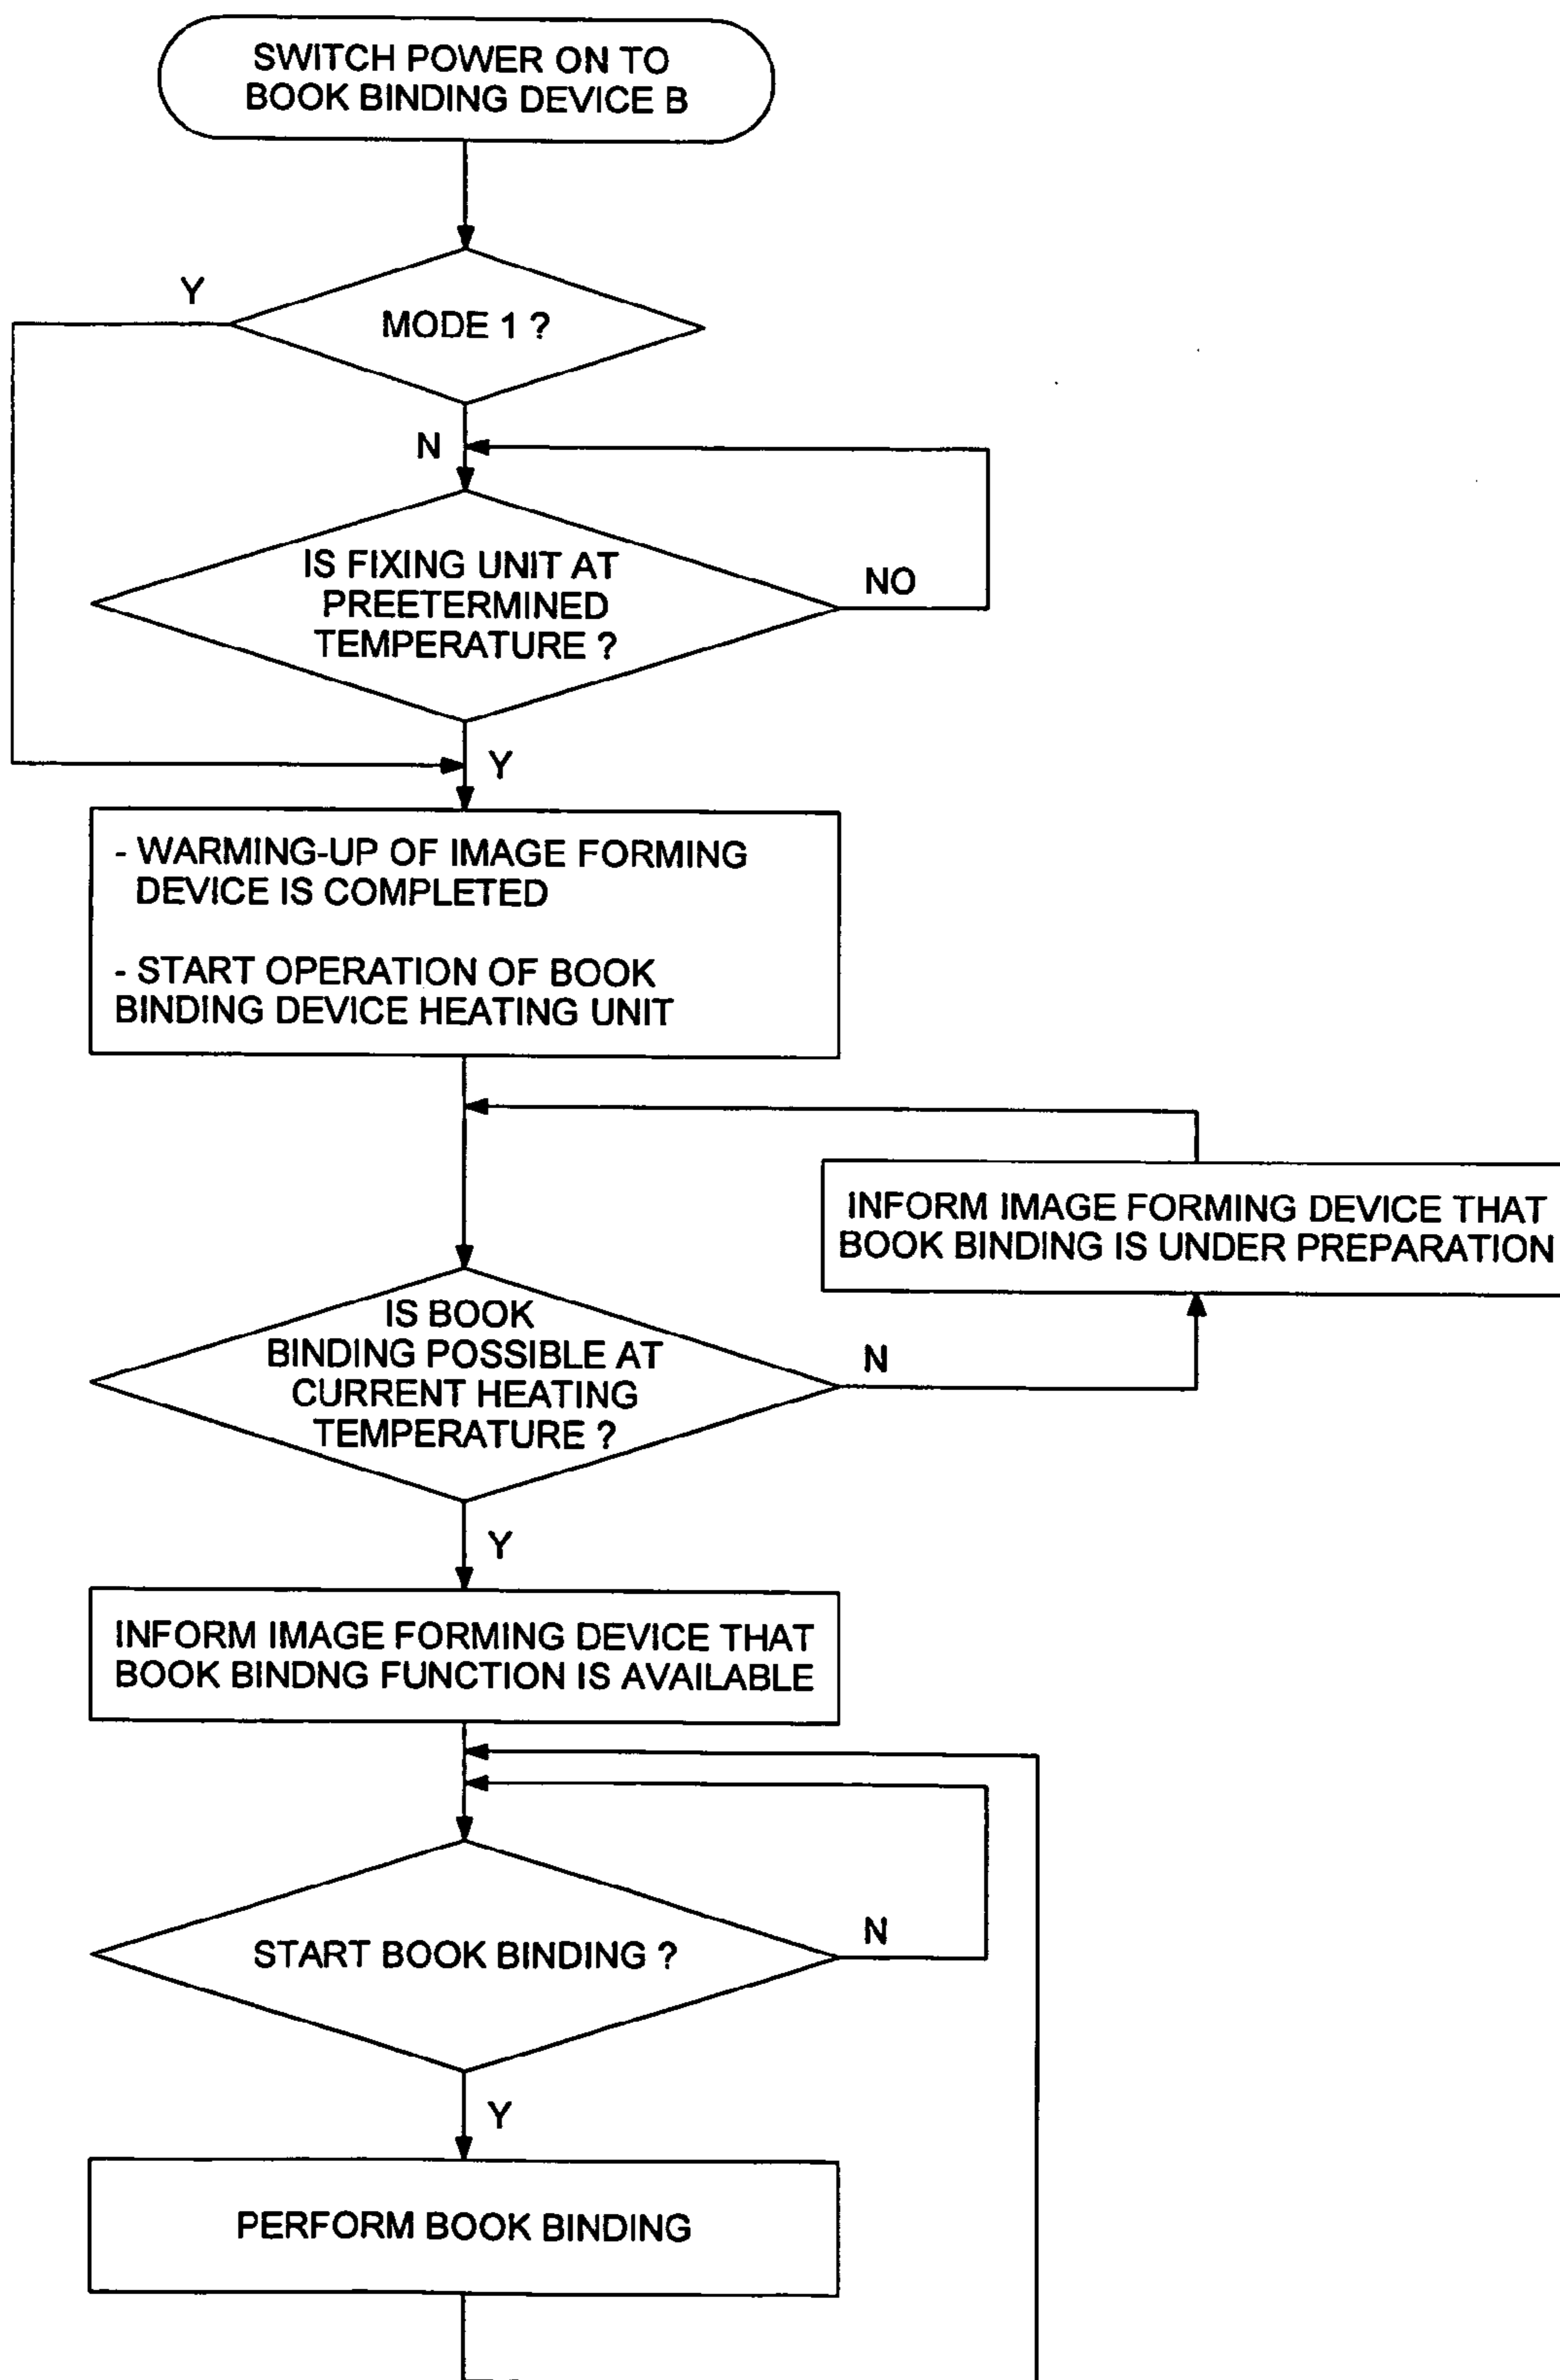 SWITCH POWER ON TO
BOOK BINDING DEVICE B
Y
MODE 1 ?
N
IS FIXING UNIT AT
PREETERMINED
TEMPERATURE ?
NO
Y
- WARMING-UP OF IMAGE FORMING
DEVICE IS COMPLETED
- START OPERATION OF BOOK
BINDING DEVICE HEATING UNIT
INFORM IMAGE FORMING DEVICE THAT
BOOK BINDING IS UNDER PREPARATION
IS BOOK
BINDING POSSIBLE AT
CURRENT HEATING
TEMPERATURE ?
N
Y
INFORM IMAGE FORMING DEVICE THAT
BOOK BINDNG FUNCTION IS AVAILABLE
START BOOK BINDING ?
N
Y
PERFORM BOOK BINDING